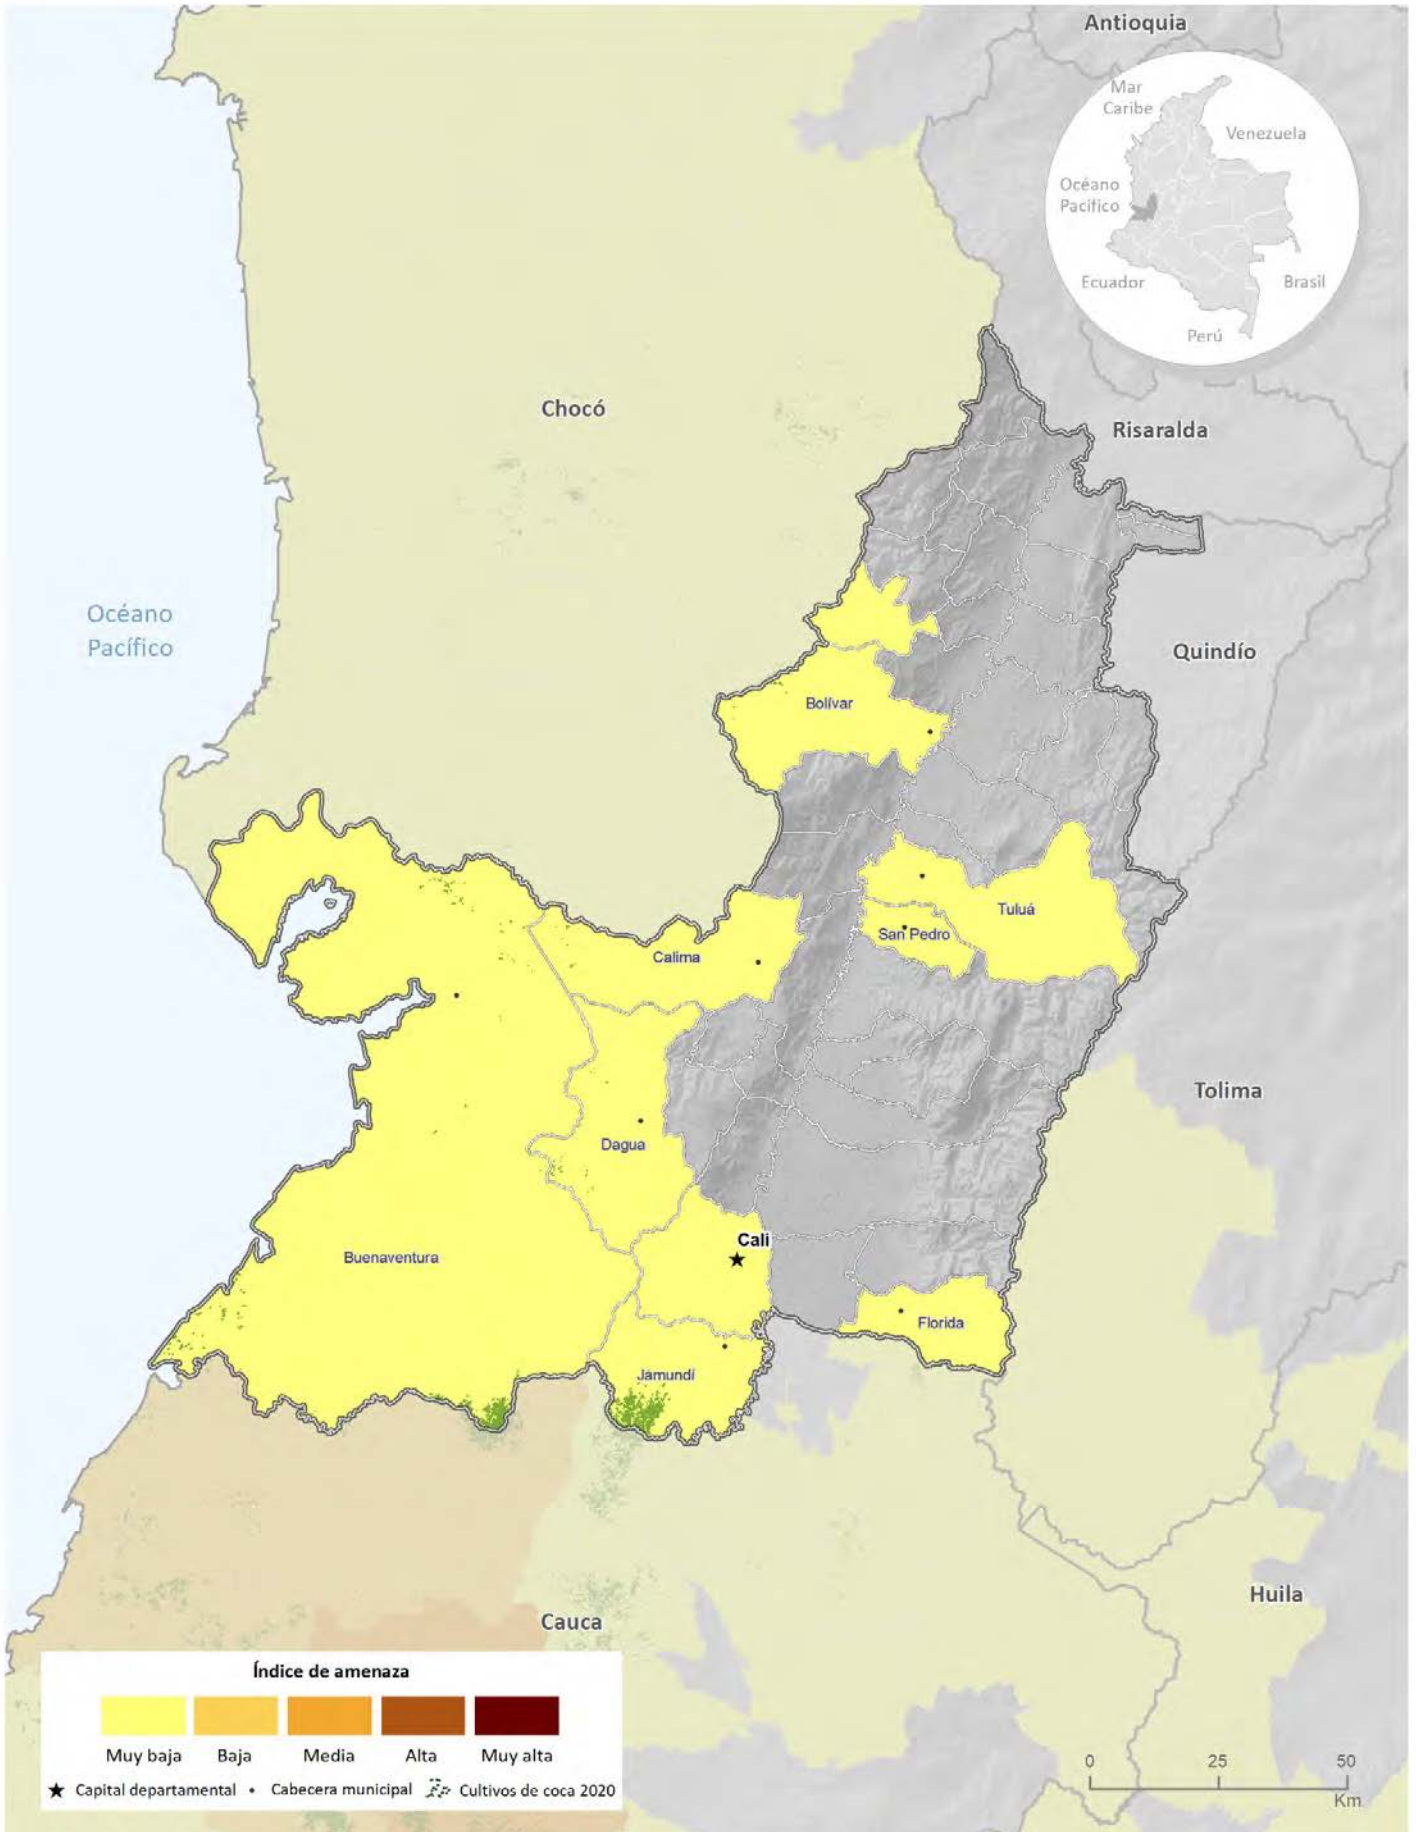 Antioquia
Mar
Caribe
Venezuela
Océano
Pacífico
Ecuador
Brasil
Perú
Chocó
Risaralda
Océano
Pacífico
Quindío
Bolívar
Tuluá
San Pedro
Calima
Tolima
Dagua
Cali
Buenaventura
Florida
Jamundí
Huila
Cauca
Índice de amenaza
Muy baja Baja Media Alta Muy alta
Capital departamental Cabecera municipal Cultivos de coca 2020
0 25 50
Km